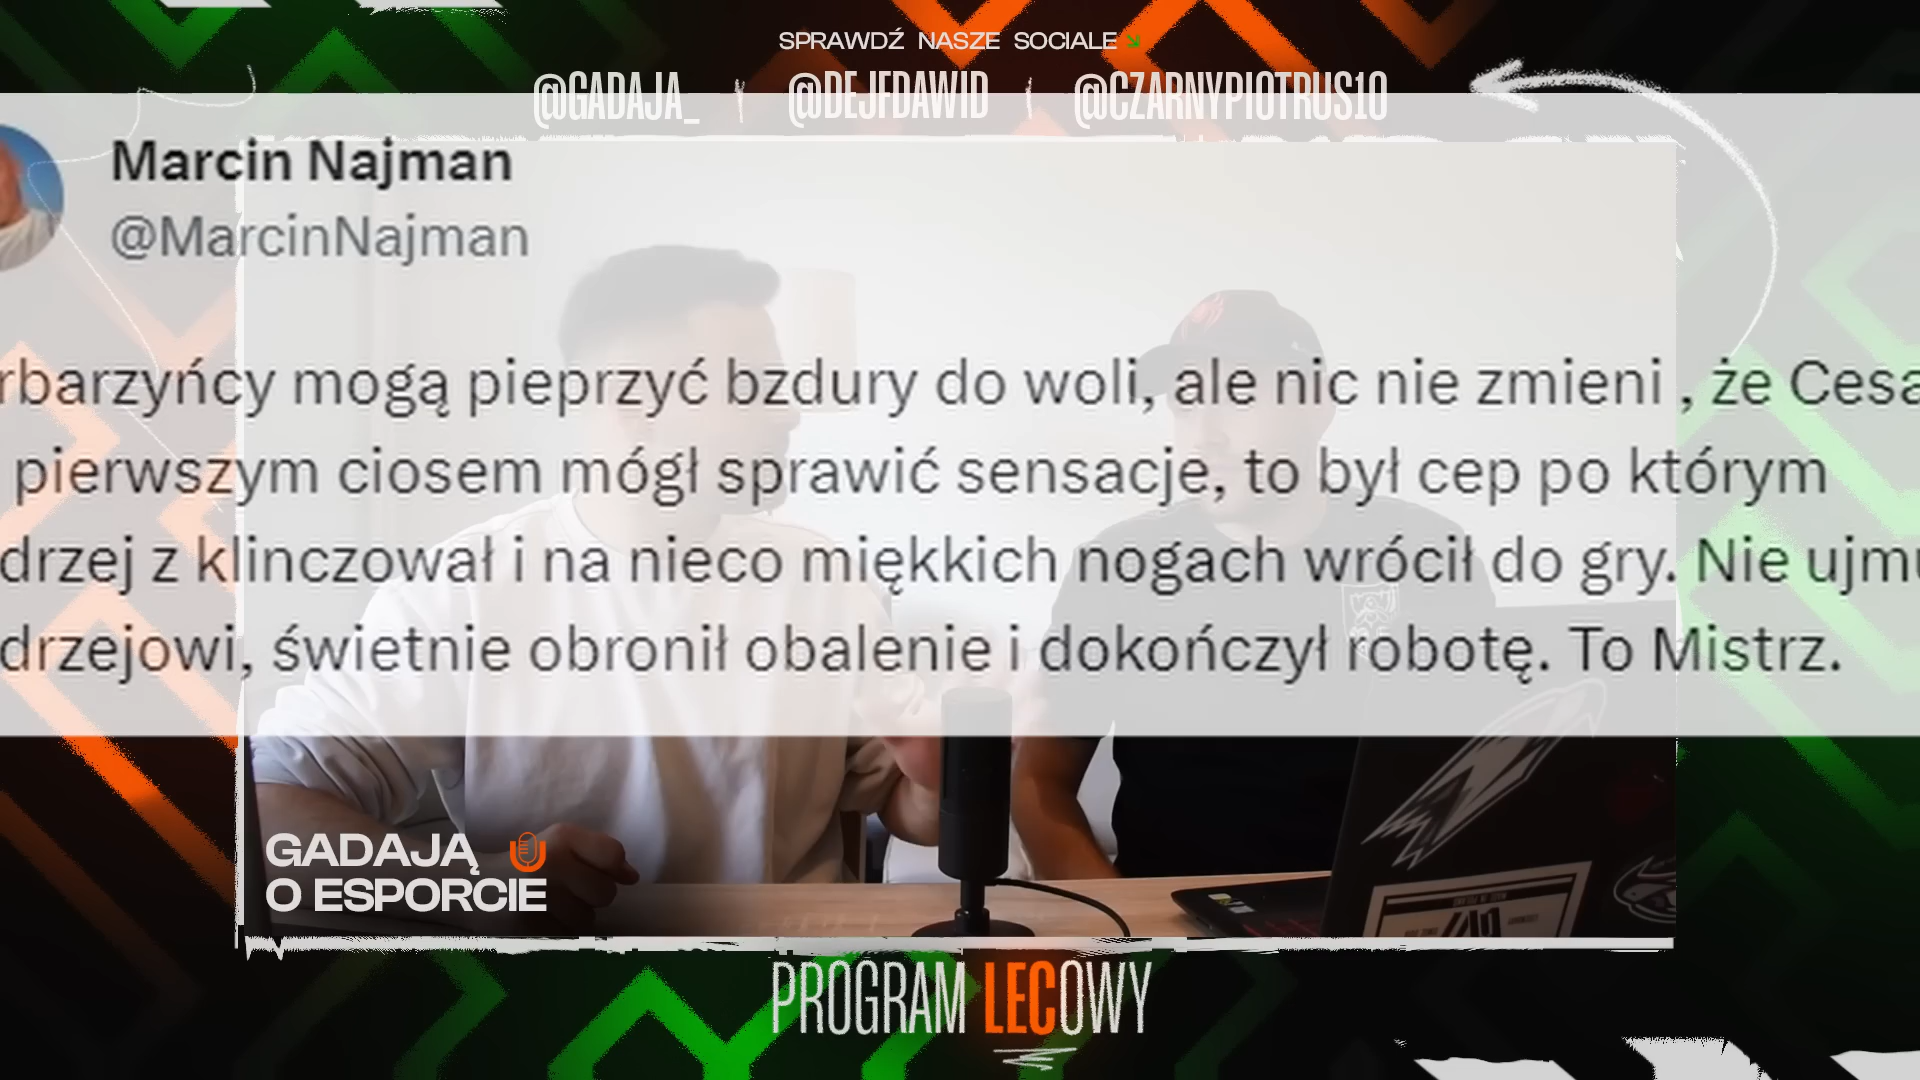 SPRAWDŹ NASZE SOCIALE
@GADAJA_ @DEJFDAWID @CZARNYPIOTRUS10
Marcin Najman
@MarcinNajman
rbarzyńcy mogą pieprzyć bzdury do woli, ale nic nie zmieni , że Cesa
pierwszym ciosem mógł sprawić sensacje, to był cep po którym
drzej z klinczował i na nieco miękkich nogach wrócił do gry. Nie ujmu
drzejowi, świetnie obronił obalenie i dokończył robotę. To Mistrz.
GADAJĄ
O ESPORCIE
PROGRAM LECOWY